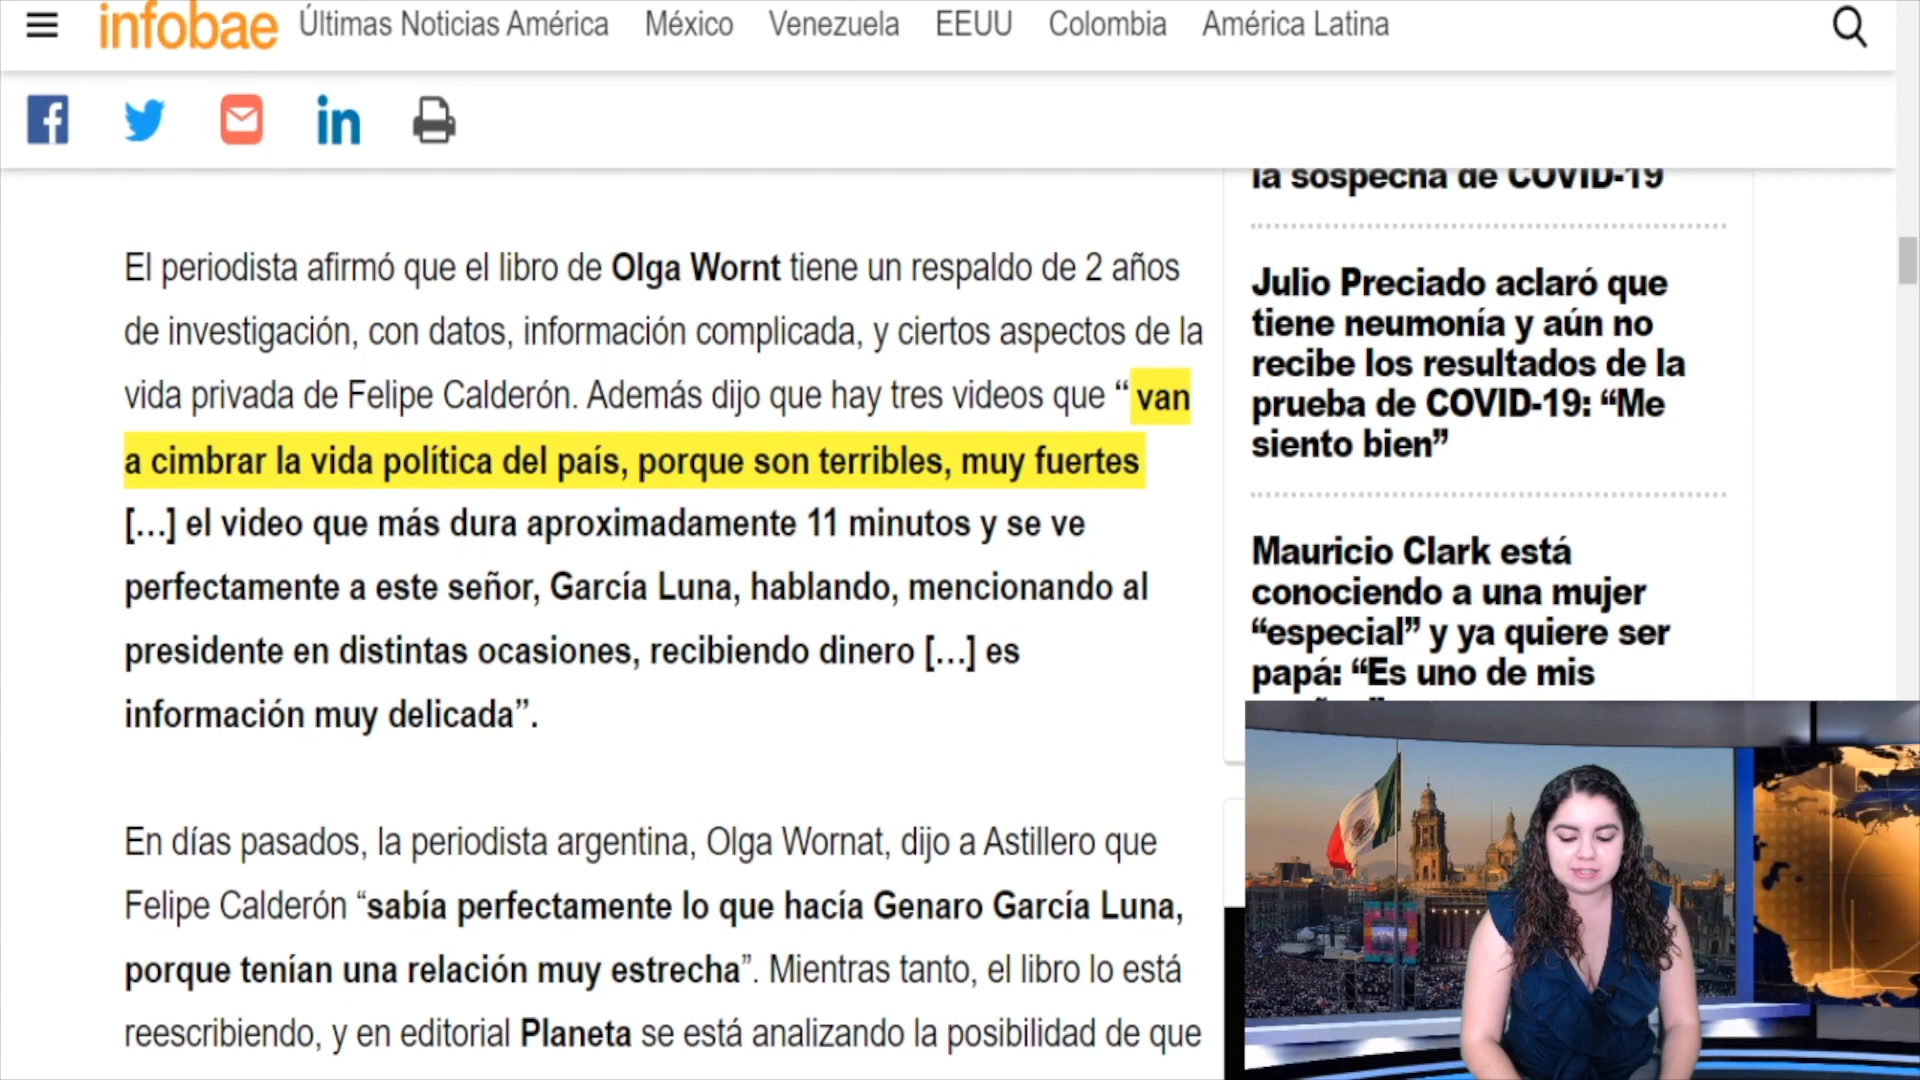 infobae Últimas Noticias América México Venezuela EEUU Colombia América Latina
El periodista afirmó que el libro de Olga Wornt tiene un respaldo de 2 años
de investigación, con datos, información complicada, y ciertos aspectos de la
vida privada de Felipe Calderón. Además dijo que hay tres videos que “ van
a cimbrar la vida política del país, porque son terribles, muy fuertes
[...] el video que más dura aproximadamente 11 minutos y se ve
perfectamente a este señor, García Luna, hablando, mencionando al
presidente en distintas ocasiones, recibiendo dinero [...] es
información muy delicada”.
En días pasados, la periodista argentina, Olga Wornat, dijo a Astillero que
Felipe Calderón “sabía perfectamente lo que hacía Genaro García Luna,
porque tenían una relación muy estrecha”. Mientras tanto, el libro lo está
reescribiendo, y en editorial Planeta se está analizando la posibilidad de que
la sospecha de COVID-19
Julio Preciado aclaró que
tiene neumonía y aún no
recibe los resultados de la
prueba de COVID-19: “Me
siento bien”
Mauricio Clark está
conociendo a una mujer
“especial” y ya quiere ser
papá: “Es uno de mis